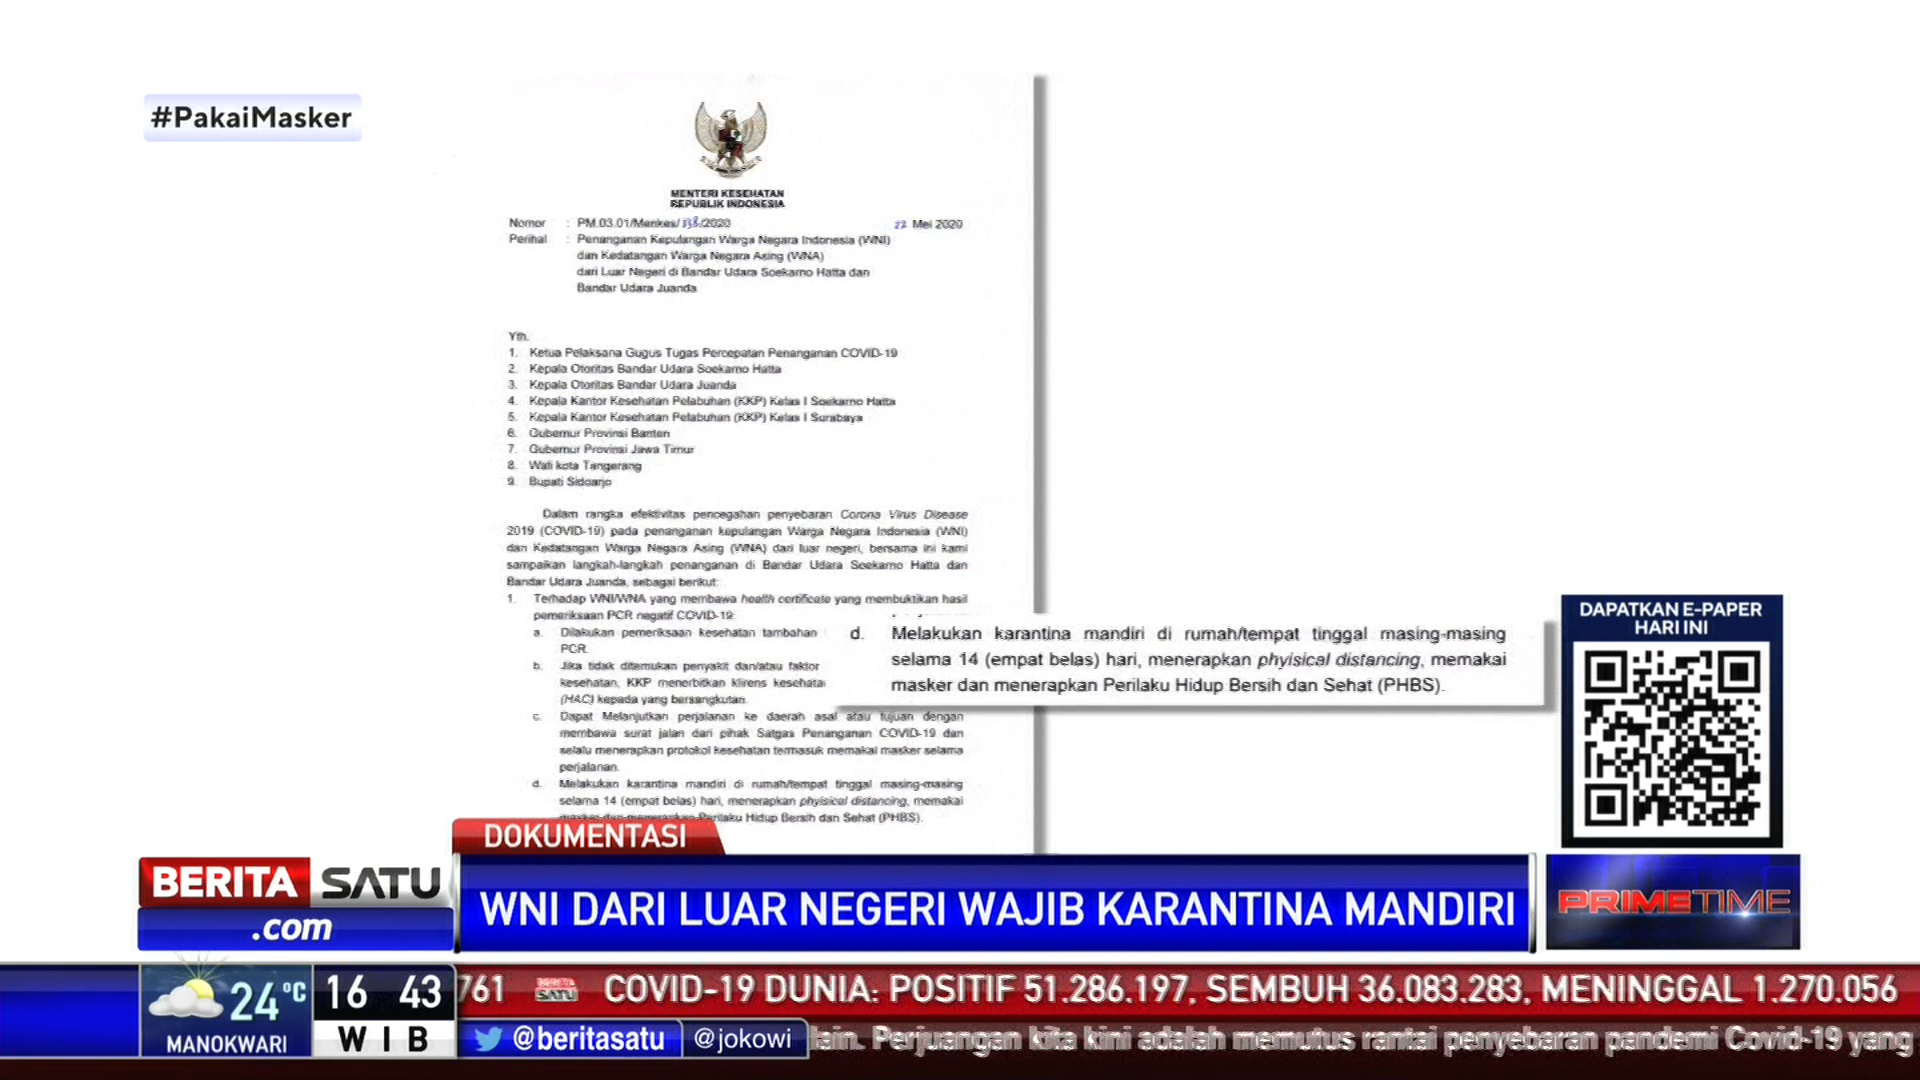 #PakaiMasker
MENTERI KESEHATAN
REPUBLIK INDONESIA
Nomor : PM.03.01/Menkes/338/2020
22 Mei 2020
Perihal : Penanganan Kepulangan Warga Negara Indonesia (WNI)
dan Kedatangan Warga Negara Asing (WNA)
dari Luar Negeri di Bandar Udara Soekarno Hatta dan
Bandar Udara Juanda
Yth.
1. Ketua Pelaksana Gugus Tugas Percepatan Penanganan COVID-19
2. Kepala Otoritas Bandar Udara Soekarno Hatta
3. Kepala Otoritas Bandar Udara Juanda
4. Kepala Kantor Kesehatan Pelabuhan (KKP) Kelas I Soekarno Hatta
5. Kepala Kantor Kesehatan Pelabuhan (KKP) Kelas I Surabaya
6. Gubernur Provinsi Banten
7. Gubernur Provinsi Jawa Timur
8. Wali kota Tangerang
9. Bupati Sidoarjo
Dalam rangka efektivitas pencegahan penyebaran Corona Virus Disease
2019 (COVID-19) pada penanganan kepulangan Warga Negara Indonesia (WNI)
dan Kedatangan Warga Negara Asing (WNA) dari luar negeri, bersama ini kami
sampaikan langkah-langkah penanganan di Bandar Udara Soekarno Hatta dan
Bandar Udara Juanda, sebagai berikut:
1. Terhadap WNI/WNA yang membawa health certificate yang membuktikan hasil
pemeriksaan PCR negatif COVID-19:
a. Dilakukan pemeriksaan kesehatan tambahan
PCR.
b. Jika tidak ditemukan penyakit dan/atau faktor
kesehatan, KKP menerbitkan klirens kesehatan
(HAC) kepada yang bersangkutan.
c. Dapat Melanjutkan perjalanan ke daerah asal atau tujuan dengan
membawa surat jalan dari pihak Satgas Penanganan COVID-19 dan
selalu menerapkan protokol kesehatan termasuk memakai masker selama
perjalanan.
d. Melakukan karantina mandiri di rumah/tempat tinggal masing-masing
selama 14 (empat belas) hari, menerapkan phyisical distancing, memakai
masker dan menerapkan Perilaku Hidup Bersih dan Sehat (PHBS).
d. Melakukan karantina mandiri di rumah/tempat tinggal masing-masing
selama 14 (empat belas) hari, menerapkan phyisical distancing, memakai
masker dan menerapkan Perilaku Hidup Bersih dan Sehat (PHBS).
DAPATKAN E-PAPER
HARI INI
DOKUMENTASI
BERITA SATU
.com
WNI DARI LUAR NEGERI WAJIB KARANTINA MANDIRI
PRIMETIME
24°C
MANOKWARI
16 43
WIB
761 BERITA SATU COVID-19 DUNIA: POSITIF 51.286.197, SEMBUH 36.083.283, MENINGGAL 1.270.056
@beritasatu @jokowi lain. Perjuangan kita kini adalah memutus rantai penyebaran pandemi Covid-19 yang